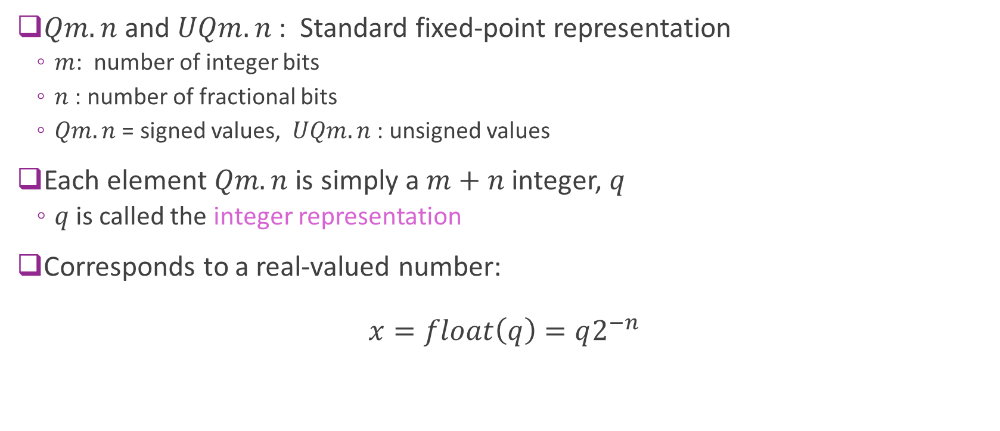 ❑Qm.n and UQm.n : Standard fixed-point representation
◦ m: number of integer bits
◦ n : number of fractional bits
◦ Qm.n = signed values, UQm.n : unsigned values
❑Each element Qm.n is simply a m + n integer, q
◦ q is called the integer representation
❑Corresponds to a real-valued number:
x = float(q) = q2⁻ⁿ